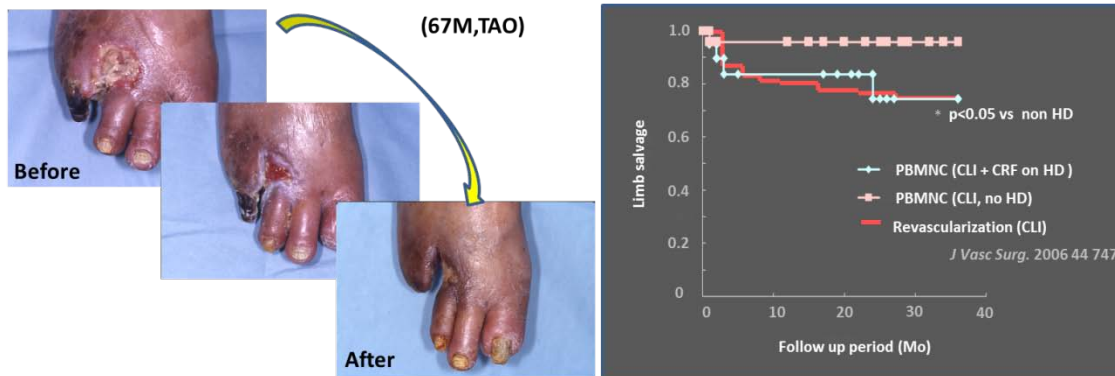 (67M,TAO)
Before
After
Limb salvage
1.0
0.8
0.6
0.4
0.2
0
0 10 20 30 40
Follow up period (Mo)
* p<0.05 vs non HD
PBMNC (CLI + CRF on HD )
PBMNC (CLI, no HD)
Revascularization (CLI)
J Vasc Surg. 2006 44 747